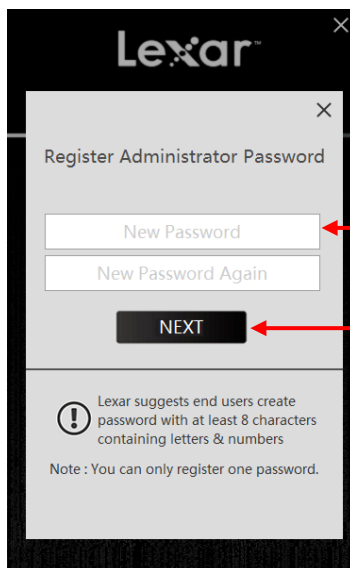 Lexar™
Register Administrator Password
New Password
New Password Again
NEXT
Lexar suggests end users create
password with at least 8 characters
containing letters & numbers
Note : You can only register one password.